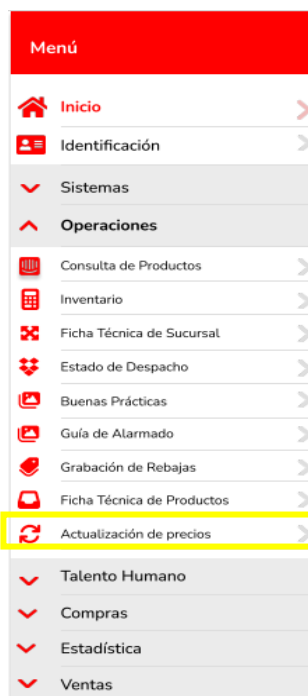 Menú
Inicio
Identificación
Sistemas
Operaciones
Consulta de Productos
Inventario
Ficha Técnica de Sucursal
Estado de Despacho
Buenas Prácticas
Guía de Alarmado
Grabación de Rebajas
Ficha Técnica de Productos
Actualización de precios
Talento Humano
Compras
Estadística
Ventas